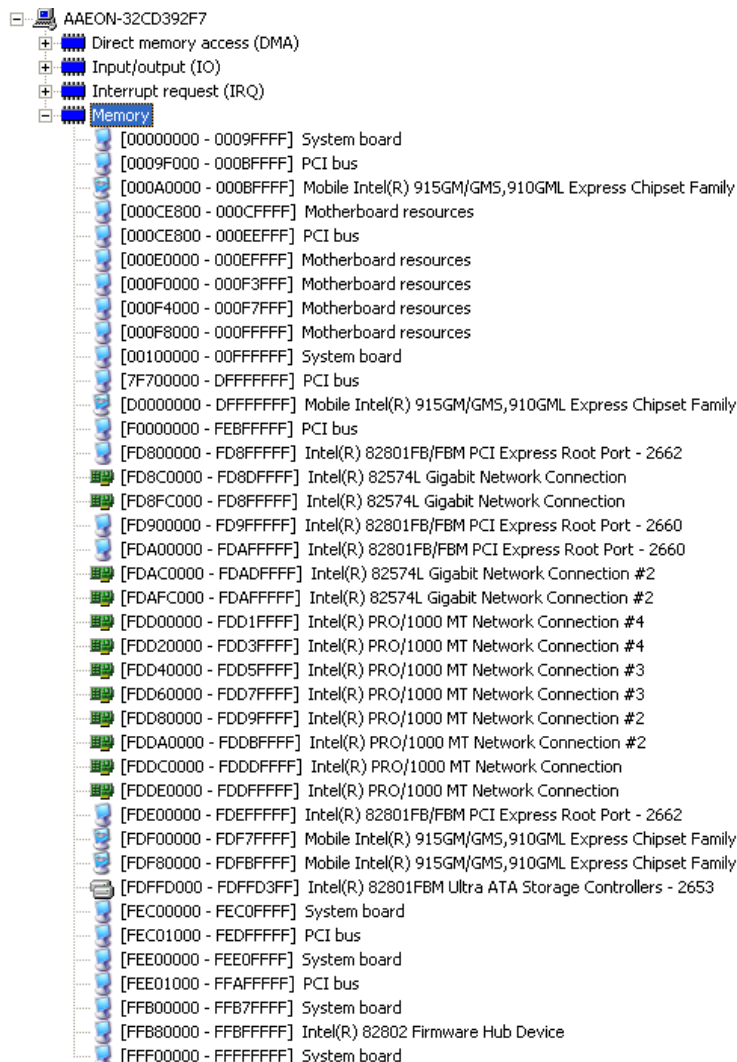 AAEON-32CD392F7
Direct memory access (DMA)
Input/output (IO)
Interrupt request (IRQ)
Memory
[00000000 - 0009FFFF] System board
[0009F000 - 000BFFFF] PCI bus
[000A0000 - 000BFFFF] Mobile Intel(R) 915GM/GMS,910GML Express Chipset Family
[000CE800 - 000CFFFF] Motherboard resources
[000CE800 - 000EEFFF] PCI bus
[000E0000 - 000EFFFF] Motherboard resources
[000F0000 - 000F3FFF] Motherboard resources
[000F4000 - 000F7FFF] Motherboard resources
[000F8000 - 000FFFFF] Motherboard resources
[00100000 - 00FFFFFF] System board
[7F700000 - DFFFFFFF] PCI bus
[D0000000 - DFFFFFFF] Mobile Intel(R) 915GM/GMS,910GML Express Chipset Family
[F0000000 - FEBFFFFF] PCI bus
[FD800000 - FD8FFFFF] Intel(R) 82801FB/FBM PCI Express Root Port - 2662
[FD8C0000 - FD8DFFFF] Intel(R) 82574L Gigabit Network Connection
[FD8FC000 - FD8FFFFF] Intel(R) 82574L Gigabit Network Connection
[FD900000 - FD9FFFFF] Intel(R) 82801FB/FBM PCI Express Root Port - 2660
[FDA00000 - FDAFFFFF] Intel(R) 82801FB/FBM PCI Express Root Port - 2660
[FDAC0000 - FDADFFFF] Intel(R) 82574L Gigabit Network Connection #2
[FDAFC000 - FDAFFFFF] Intel(R) 82574L Gigabit Network Connection #2
[FDD00000 - FDD1FFFF] Intel(R) PRO/1000 MT Network Connection #4
[FDD20000 - FDD3FFFF] Intel(R) PRO/1000 MT Network Connection #4
[FDD40000 - FDD5FFFF] Intel(R) PRO/1000 MT Network Connection #3
[FDD60000 - FDD7FFFF] Intel(R) PRO/1000 MT Network Connection #3
[FDD80000 - FDD9FFFF] Intel(R) PRO/1000 MT Network Connection #2
[FDDA0000 - FDDBFFFF] Intel(R) PRO/1000 MT Network Connection #2
[FDDC0000 - FDDDFFFF] Intel(R) PRO/1000 MT Network Connection
[FDDE0000 - FDDFFFFF] Intel(R) PRO/1000 MT Network Connection
[FDE00000 - FDEFFFFF] Intel(R) 82801FB/FBM PCI Express Root Port - 2662
[FDF00000 - FDF7FFFF] Mobile Intel(R) 915GM/GMS,910GML Express Chipset Family
[FDF80000 - FDFBFFFF] Mobile Intel(R) 915GM/GMS,910GML Express Chipset Family
[FDFFD000 - FDFFD3FF] Intel(R) 82801FBM Ultra ATA Storage Controllers - 2653
[FEC00000 - FEC0FFFF] System board
[FEC01000 - FEDFFFFF] PCI bus
[FEE00000 - FEE0FFFF] System board
[FEE01000 - FFAFFFFF] PCI bus
[FFB00000 - FFB7FFFF] System board
[FFB80000 - FFBFFFFF] Intel(R) 82802 Firmware Hub Device
[FFF00000 - FFFFFFFF] System board